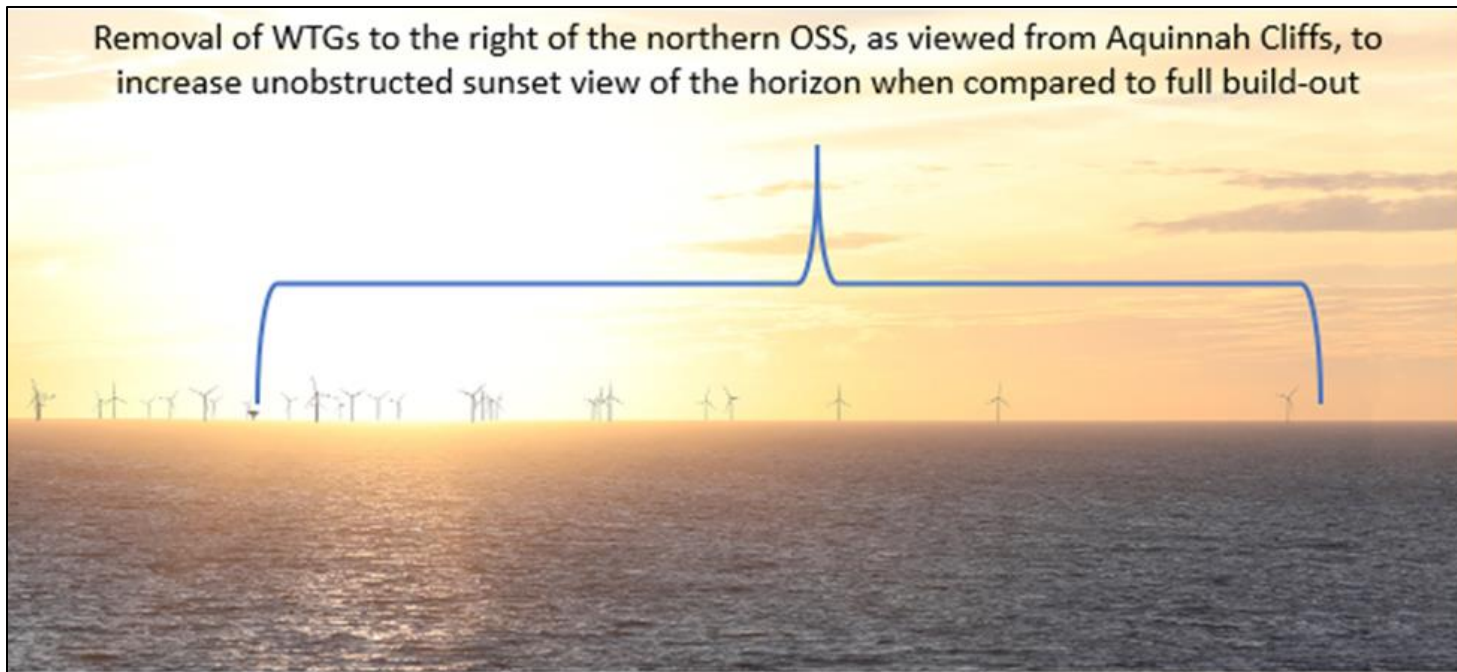 Removal of WTGs to the right of the northern OSS, as viewed from Aquinnah Cliffs, to
increase unobstructed sunset view of the horizon when compared to full build-out